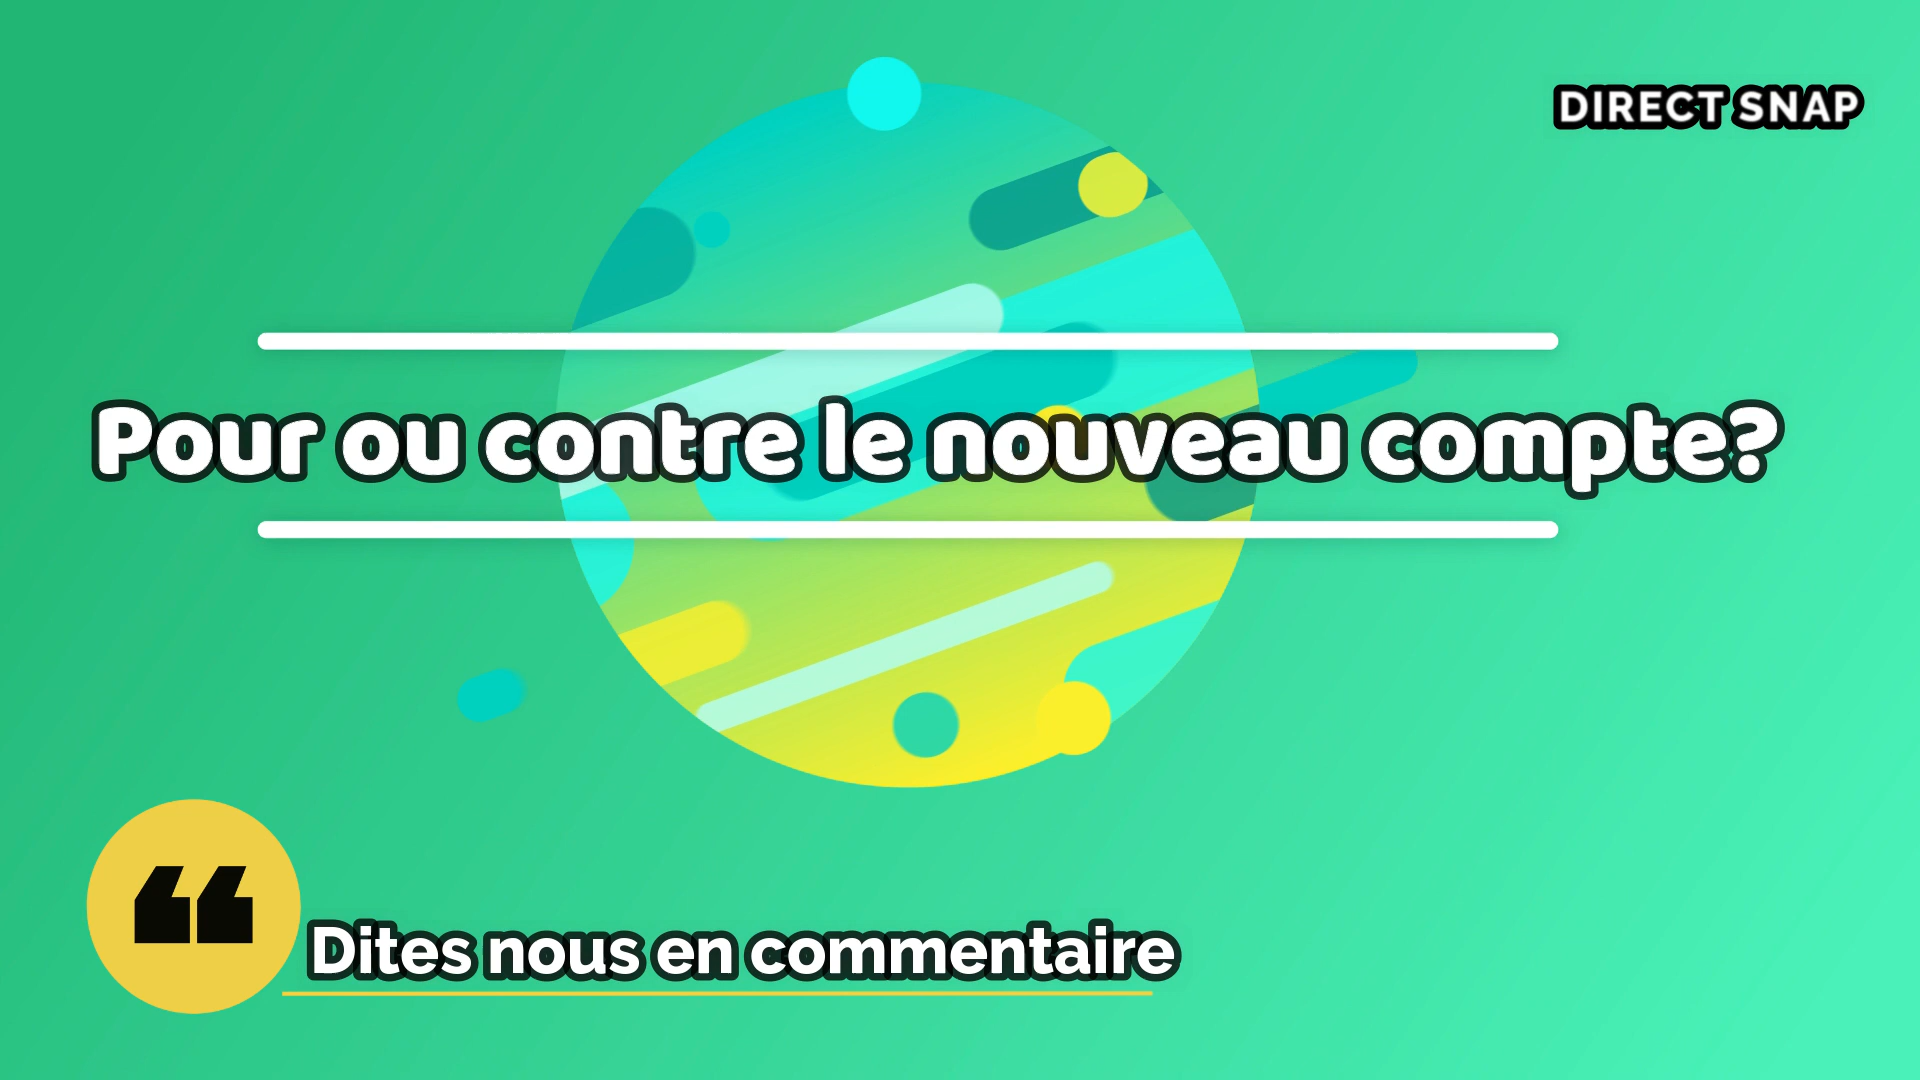 DIRECT SNAP
Pour ou contre le nouveau compte?
❝
Dites nous en commentaire